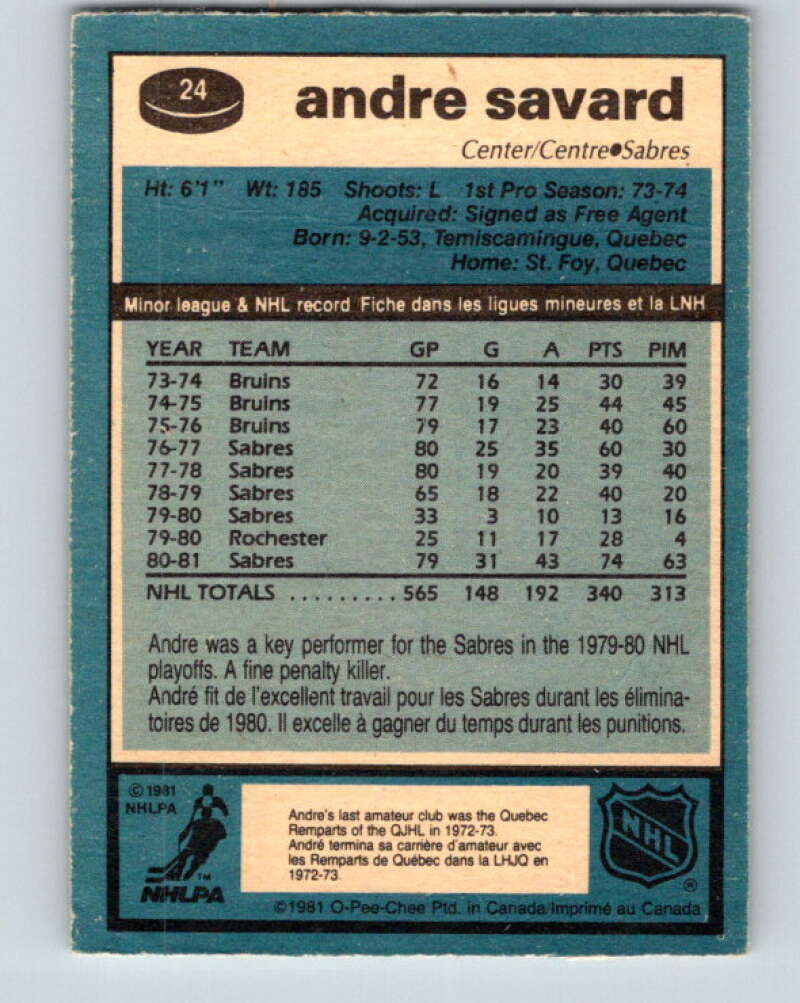 24
andre savard
Center/Centre●Sabres
Ht: 6'1" Wt: 185 Shoots: L 1st Pro Season: 73-74
Acquired: Signed as Free Agent
Born: 9-2-53, Temiscamingue, Quebec
Home: St. Foy, Quebec
Minor league & NHL record Fiche dans les ligues mineures et la LNH
YEAR TEAM GP G A PTS PIM
73-74 Bruins 72 16 14 30 39
74-75 Bruins 77 19 25 44 45
75-76 Bruins 79 17 23 40 60
76-77 Sabres 80 25 35 60 30
77-78 Sabres 80 19 20 39 40
78-79 Sabres 65 18 22 40 20
79-80 Sabres 33 3 10 13 16
79-80 Rochester 25 11 17 28 4
80-81 Sabres 79 31 43 74 63
NHL TOTALS .......... 565 148 192 340 313
Andre was a key performer for the Sabres in the 1979-80 NHL
playoffs. A fine penalty killer.
André fit de l'excellent travail pour les Sabres durant les élimina-
toires de 1980. Il excelle à gagner du temps durant les punitions.
© 1981
NHLPA
TM
NHLPA
Andre's last amateur club was the Quebec
Remparts of the QJHL in 1972-73.
André termina sa carrière d'amateur avec
les Remparts de Québec dans la LHJQ en
1972-73.
NHL
®
©1981 O-Pee-Chee Ptd. in Canada/Imprimé au Canada